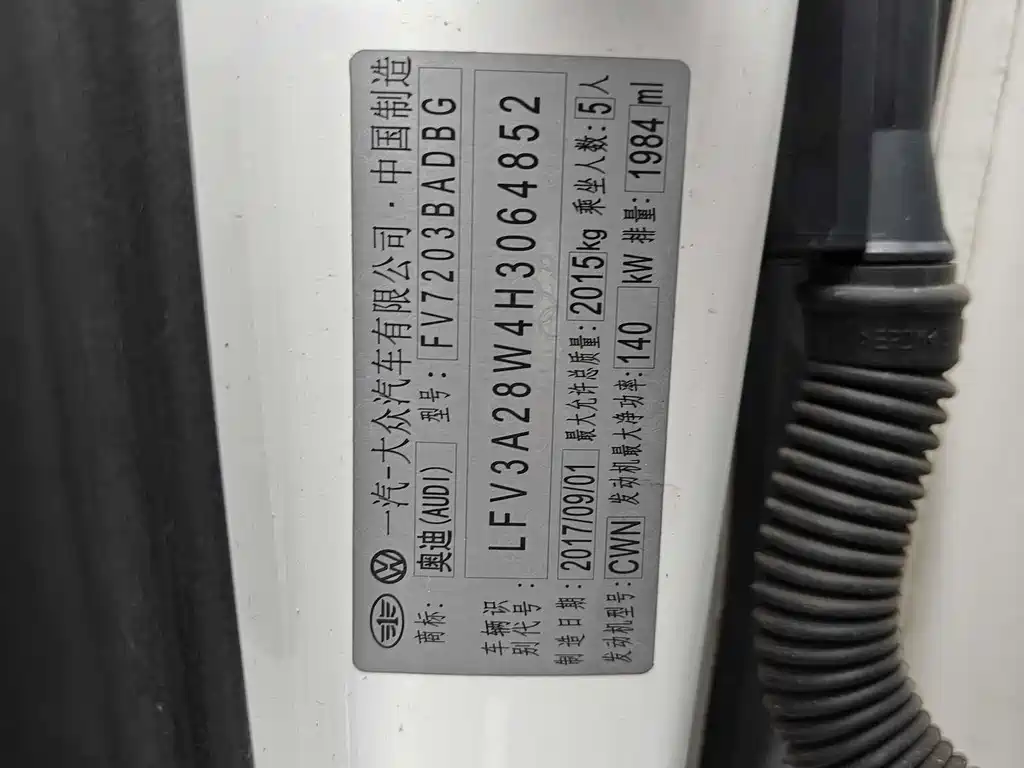 一汽-大众汽车有限公司·中国制造
商标: 奥迪(AUDI) 型号: FV7203BADBG
车辆识别代号: LFV3A28W4H3064852
制造日期: 2017/09/01 最大允许总质量: 2015kg 乘坐人数: 5人
发动机型号: CWN 发动机最大净功率: 140 kW 排量: 1984ml